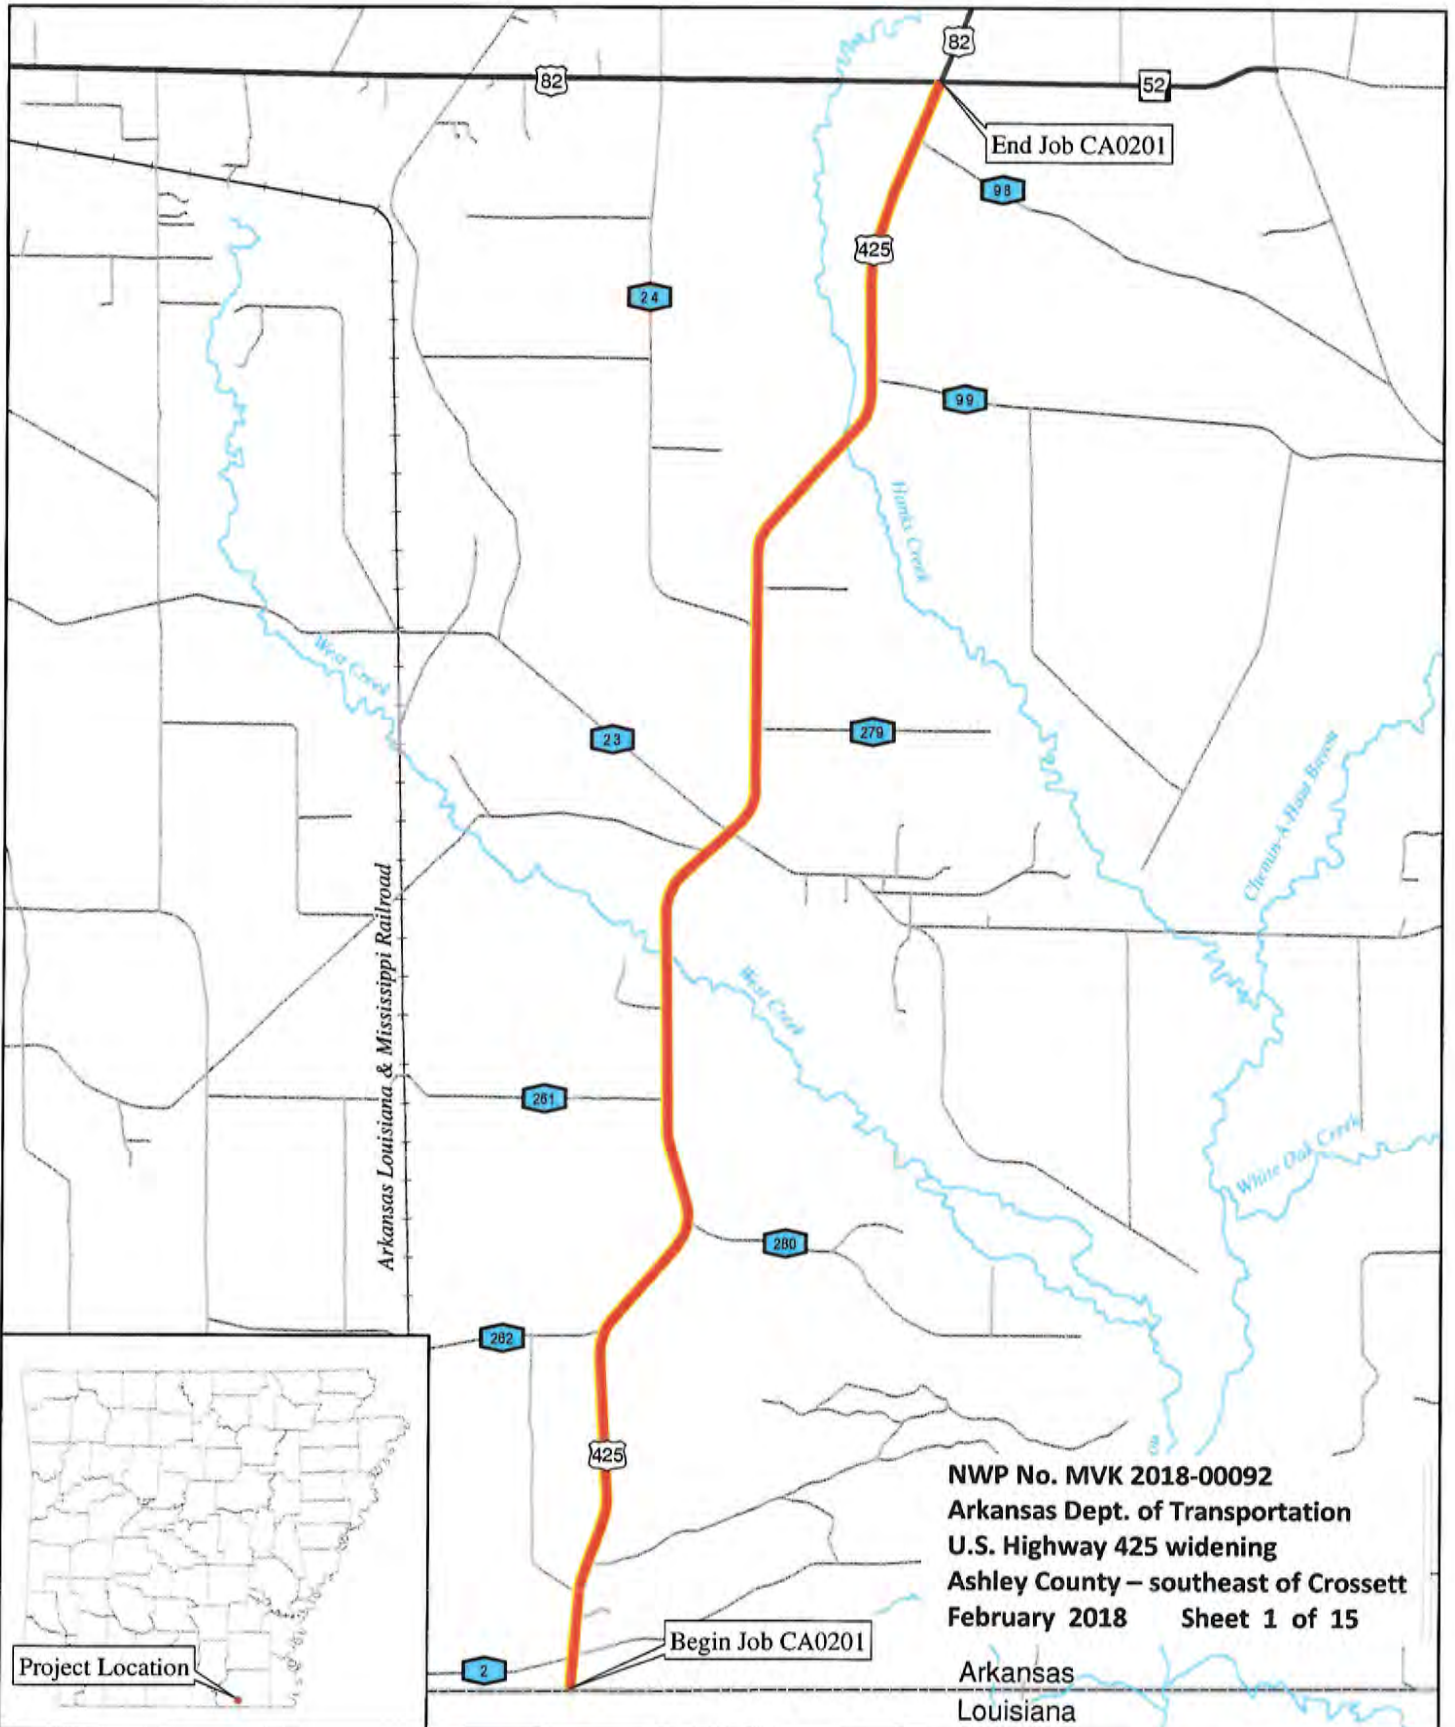 82
82
52
End Job CA0201
98
425
24
99
Hanks Creek
West Creek
23
279
Chemin-A-Haut Bayou
Arkansas Louisiana & Mississippi Railroad
West Creek
261
White Oak Creek
280
262
425
NWP No. MVK 2018-00092
Arkansas Dept. of Transportation
U.S. Highway 425 widening
Ashley County – southeast of Crossett
February 2018 Sheet 1 of 15
Begin Job CA0201
Project Location
2
Arkansas
Louisiana